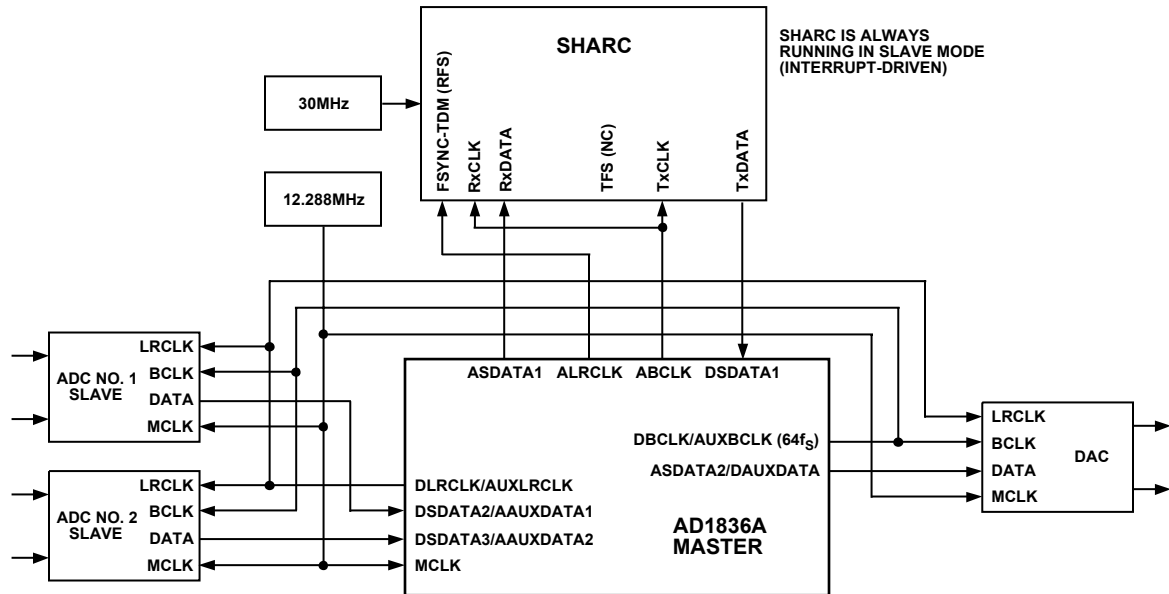 SHARC
SHARC IS ALWAYS
RUNNING IN SLAVE MODE
(INTERRUPT-DRIVEN)
30MHz
12.288MHz
FSYNC-TDM (RFS)
RxCLK
RxDATA
TFS (NC)
TxCLK
TxDATA
ADC NO. 1
SLAVE
LRCLK
BCLK
DATA
MCLK
ADC NO. 2
SLAVE
LRCLK
BCLK
DATA
MCLK
ASDATA1 ALRCLK ABCLK DSDATA1
DBCLK/AUXBCLK (64fS)
ASDATA2/DAUXDATA
DLRCLK/AUXLRCLK
DSDATA2/AAUXDATA1
DSDATA3/AAUXDATA2
MCLK
AD1836A
MASTER
LRCLK
BCLK
DATA
MCLK
DAC